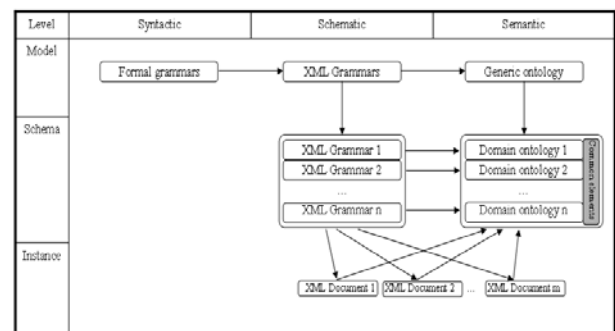 Level Syntactic Schematic Semantic
Model
Formal grammars XML Grammars Generic ontology
Schema
XML Grammar 1 Domain ontology 1
XML Grammar 2 Domain ontology 2
... ...
XML Grammar n Domain ontology n
Common elements
Instance
XML Document 1 XML Document 2 ... XML Document m